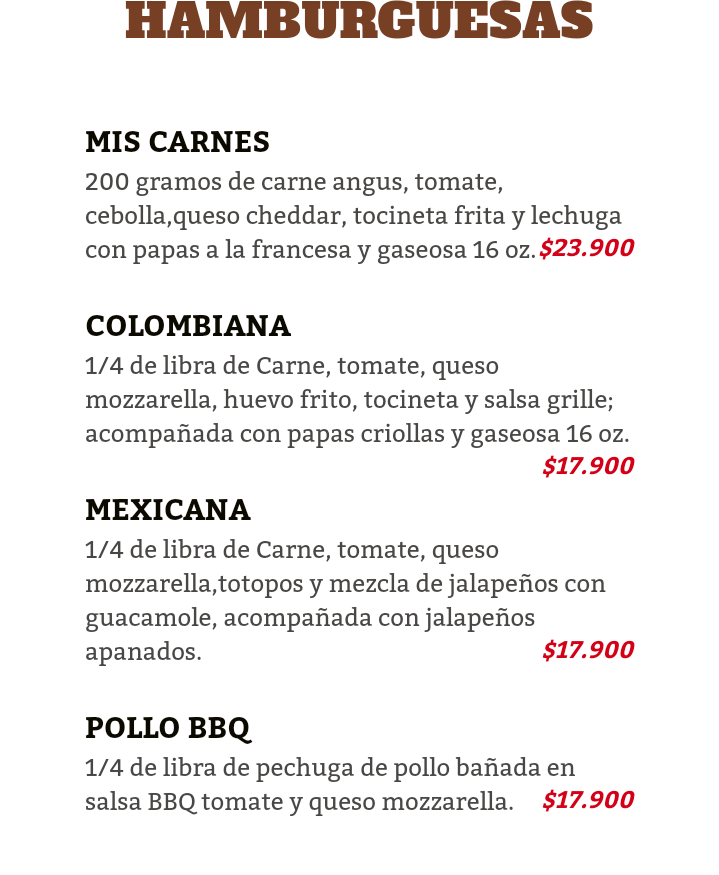 HAMBURGUESAS
MIS CARNES
200 gramos de carne angus, tomate,
cebolla,queso cheddar, tocineta frita y lechuga
con papas a la francesa y gaseosa 16 oz. $23.900
COLOMBIANA
1/4 de libra de Carne, tomate, queso
mozzarella, huevo frito, tocineta y salsa grille;
acompañada con papas criollas y gaseosa 16 oz.
$17.900
MEXICANA
1/4 de libra de Carne, tomate, queso
mozzarella,totopos y mezcla de jalapeños con
guacamole, acompañada con jalapeños
apanados. $17.900
POLLO BBQ
1/4 de libra de pechuga de pollo bañada en
salsa BBQ tomate y queso mozzarella. $17.900